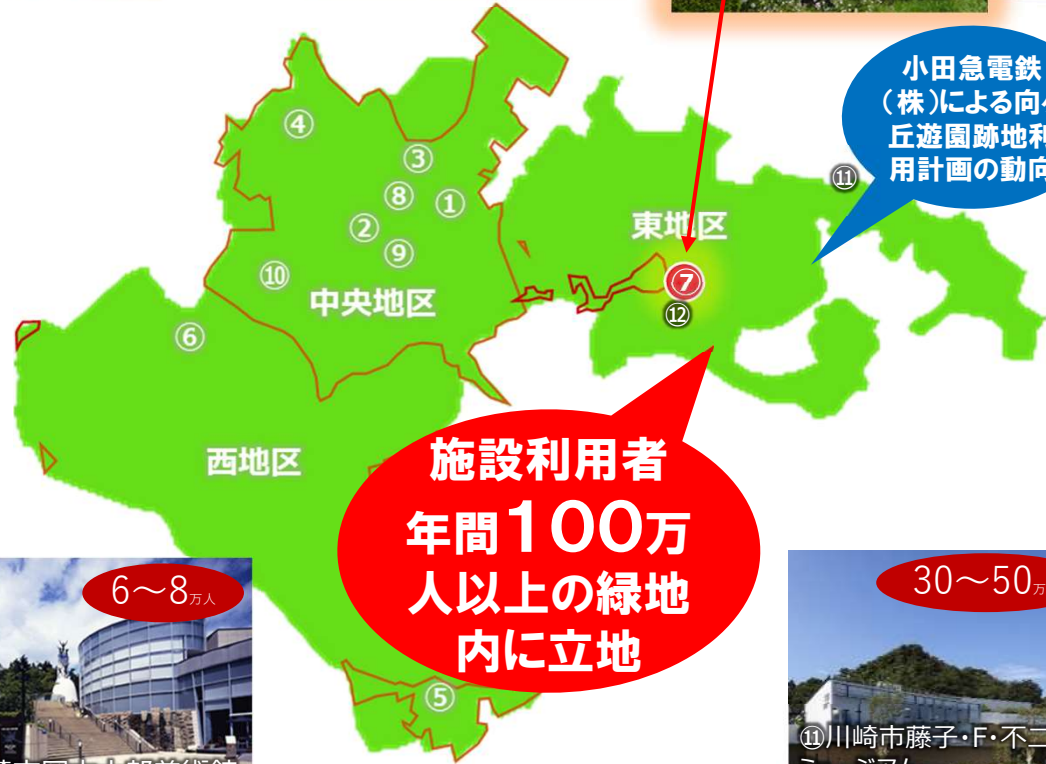 小田急電鉄
（株）による向
丘遊園跡地利
用計画の動向
④
③
⑧
①
②
⑨
⑩
中央地区
⑪
東地区
⑦
⑫
⑥
西地区
施設利用者
年間100万
人以上の緑地
内に立地
⑤
6～8万人
30～50万
⑪川崎市藤子・F・不二